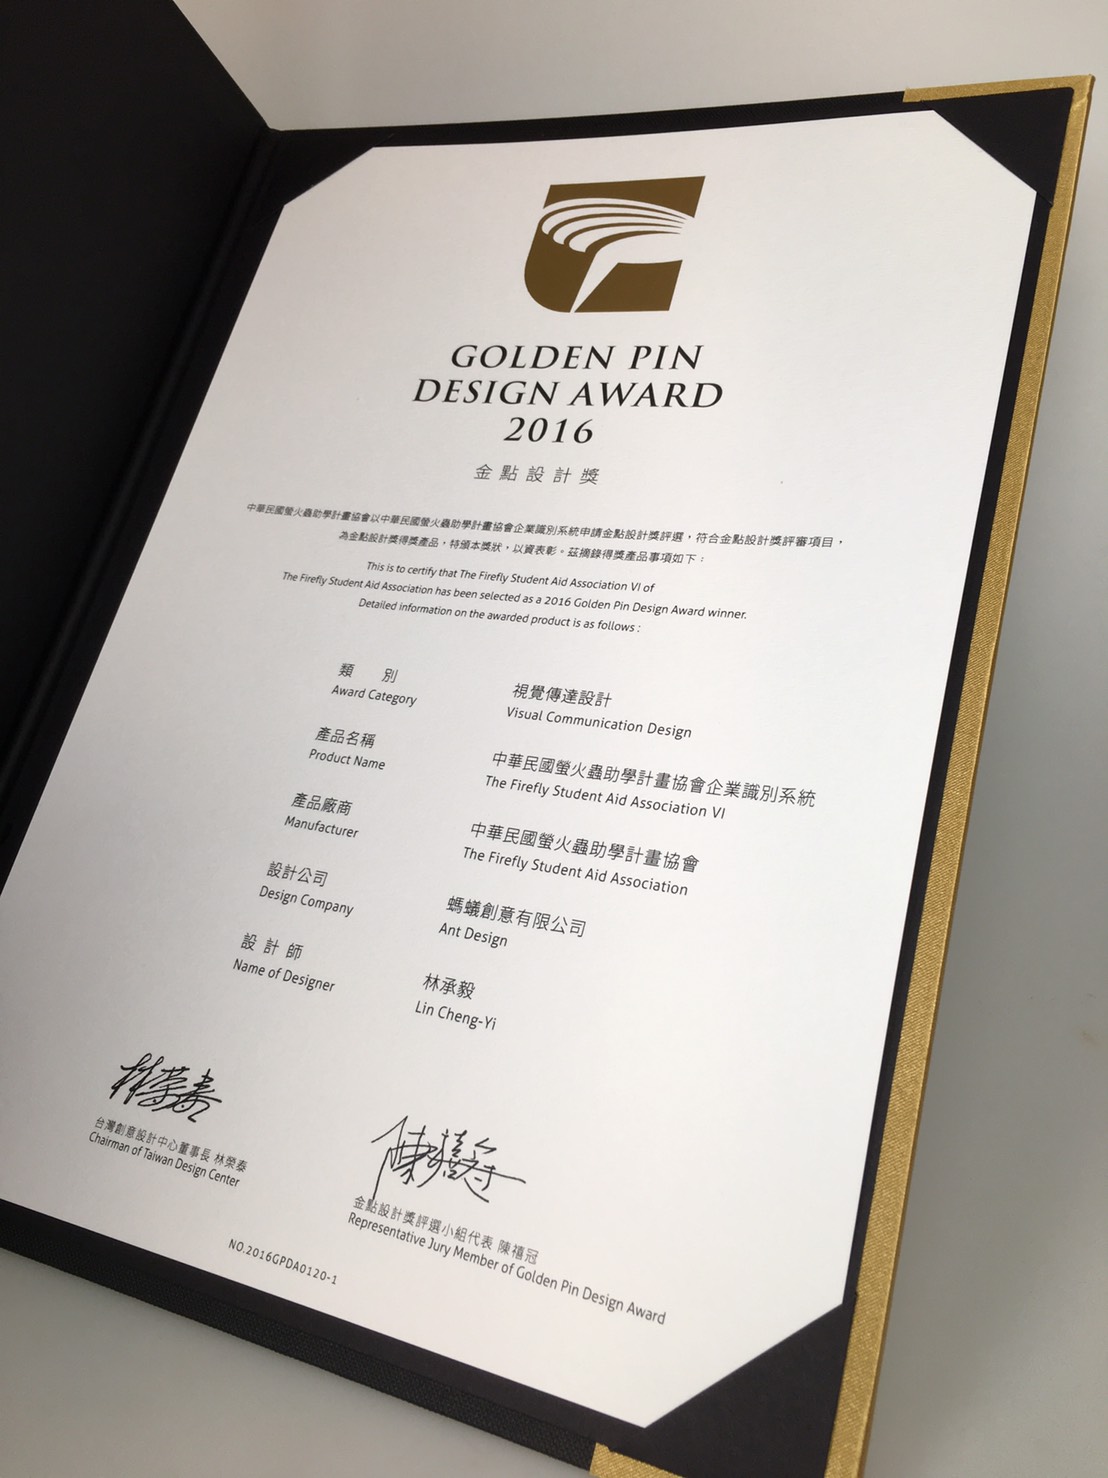 GOLDEN PIN
DESIGN AWARD
2016
金點設計獎
中華民國螢火蟲助學計畫協會以中華民國螢火蟲助學計畫協會企業識別系統申請金點設計獎評選，符合金點設計獎評審項目，
為金點設計獎得獎產品，特頒本獎狀，以資表彰。茲摘錄得獎產品事項如下：
This is to certify that The Firefly Student Aid Association VI of
The Firefly Student Aid Association has been selected as a 2016 Golden Pin Design Award winner.
Detailed information on the awarded product is as follows :
類 別 視覺傳達設計
Award Category Visual Communication Design
產品名稱 中華民國螢火蟲助學計畫協會企業識別系統
Product Name The Firefly Student Aid Association VI
產品廠商 中華民國螢火蟲助學計畫協會
Manufacturer The Firefly Student Aid Association
設計公司 螞蟻創意有限公司
Design Company Ant Design
設計師 林承毅
Name of Designer Lin Cheng-Yi
林榮泰
台灣創意設計中心董事長 林榮泰
Chairman of Taiwan Design Center
陳禧冠
金點設計獎評選小組代表 陳禧冠
Representative Jury Member of Golden Pin Design Award
NO.2016GPDA0120-1